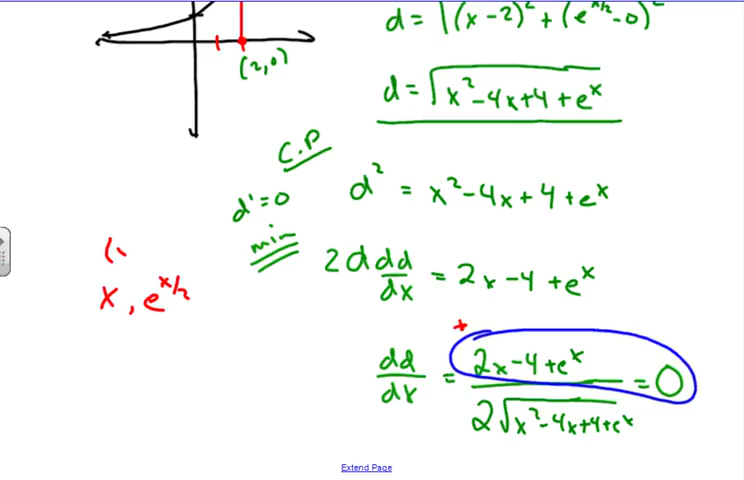 d = √(x-2)² + (e^x/2 - 0)²
(2,0)
d = √x² - 4x + 4 + e^x
C.P
d' = 0
d² = x² - 4x + 4 + e^x
min
2d dd/dx = 2x - 4 + e^x
(
x, e^x/2
+
dd/dx = 2x - 4 + e^x / 2√x² - 4x + 4 + e^x = 0
Extend Page